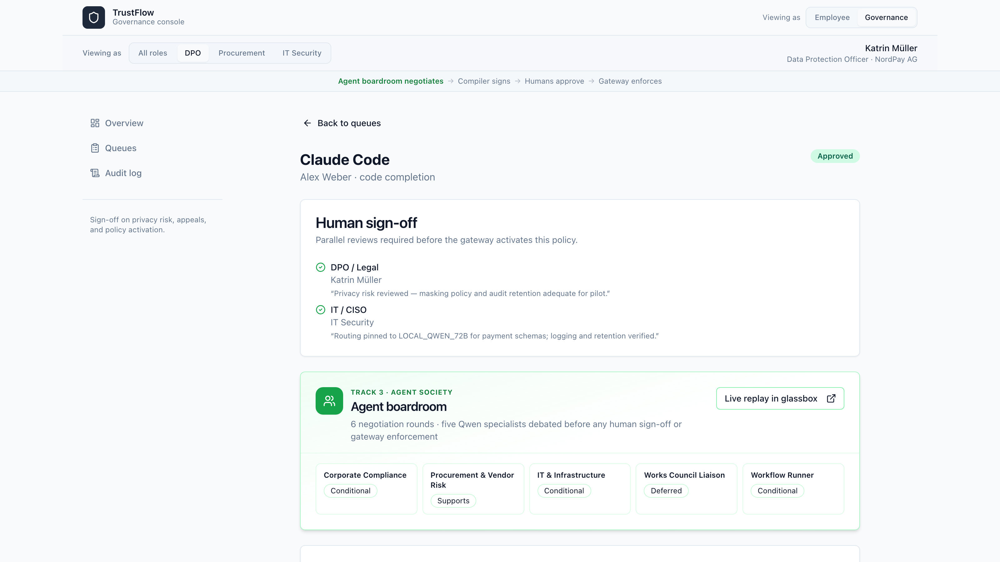 TrustFlow
Governance console
Viewing as
Employee
Governance
Viewing as
All roles
DPO
Procurement
IT Security
Katrin Müller
Data Protection Officer · NordPay AG
Agent boardroom negotiates → Compiler signs → Humans approve → Gateway enforces
Overview
Queues
Audit log
Sign-off on privacy risk, appeals,
and policy activation.
← Back to queues
Claude Code
Approved
Alex Weber · code completion
Human sign-off
Parallel reviews required before the gateway activates this policy.
DPO / Legal
Katrin Müller
“Privacy risk reviewed — masking policy and audit retention adequate for pilot.”
IT / CISO
IT Security
“Routing pinned to LOCAL_QWEN_72B for payment schemas; logging and retention verified.”
TRACK 3 · AGENT SOCIETY
Agent boardroom
Live replay in glassbox
6 negotiation rounds · five Qwen specialists debated before any human sign-off or
gateway enforcement
Corporate Compliance
Conditional
Procurement & Vendor
Risk
Supports
IT & Infrastructure
Conditional
Works Council Liaison
Deferred
Workflow Runner
Conditional